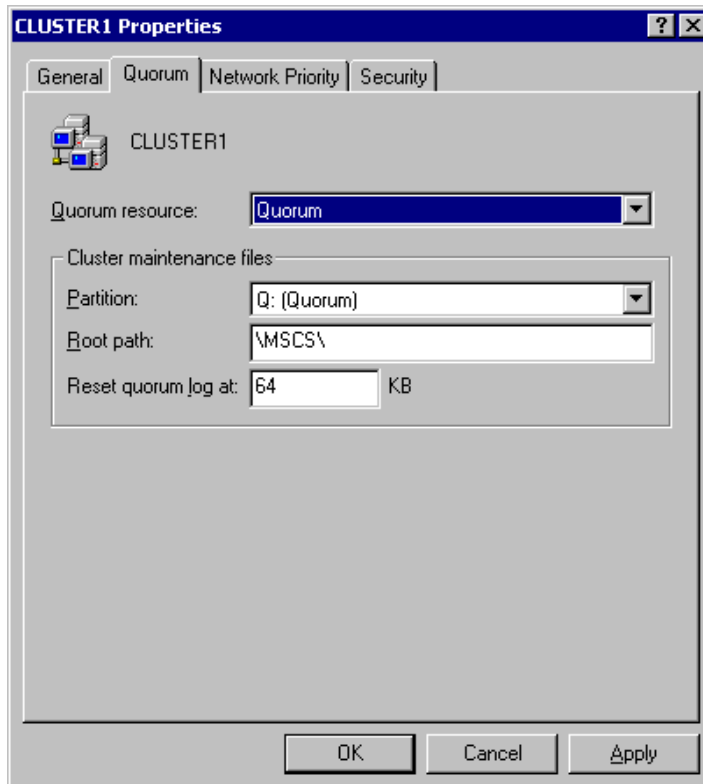 CLUSTER1 Properties
? X
General Quorum Network Priority Security
CLUSTER1
Quorum resource: Quorum
Cluster maintenance files
Partition: Q: (Quorum)
Root path: \MSCS\
Reset quorum log at: 64 KB
OK Cancel Apply